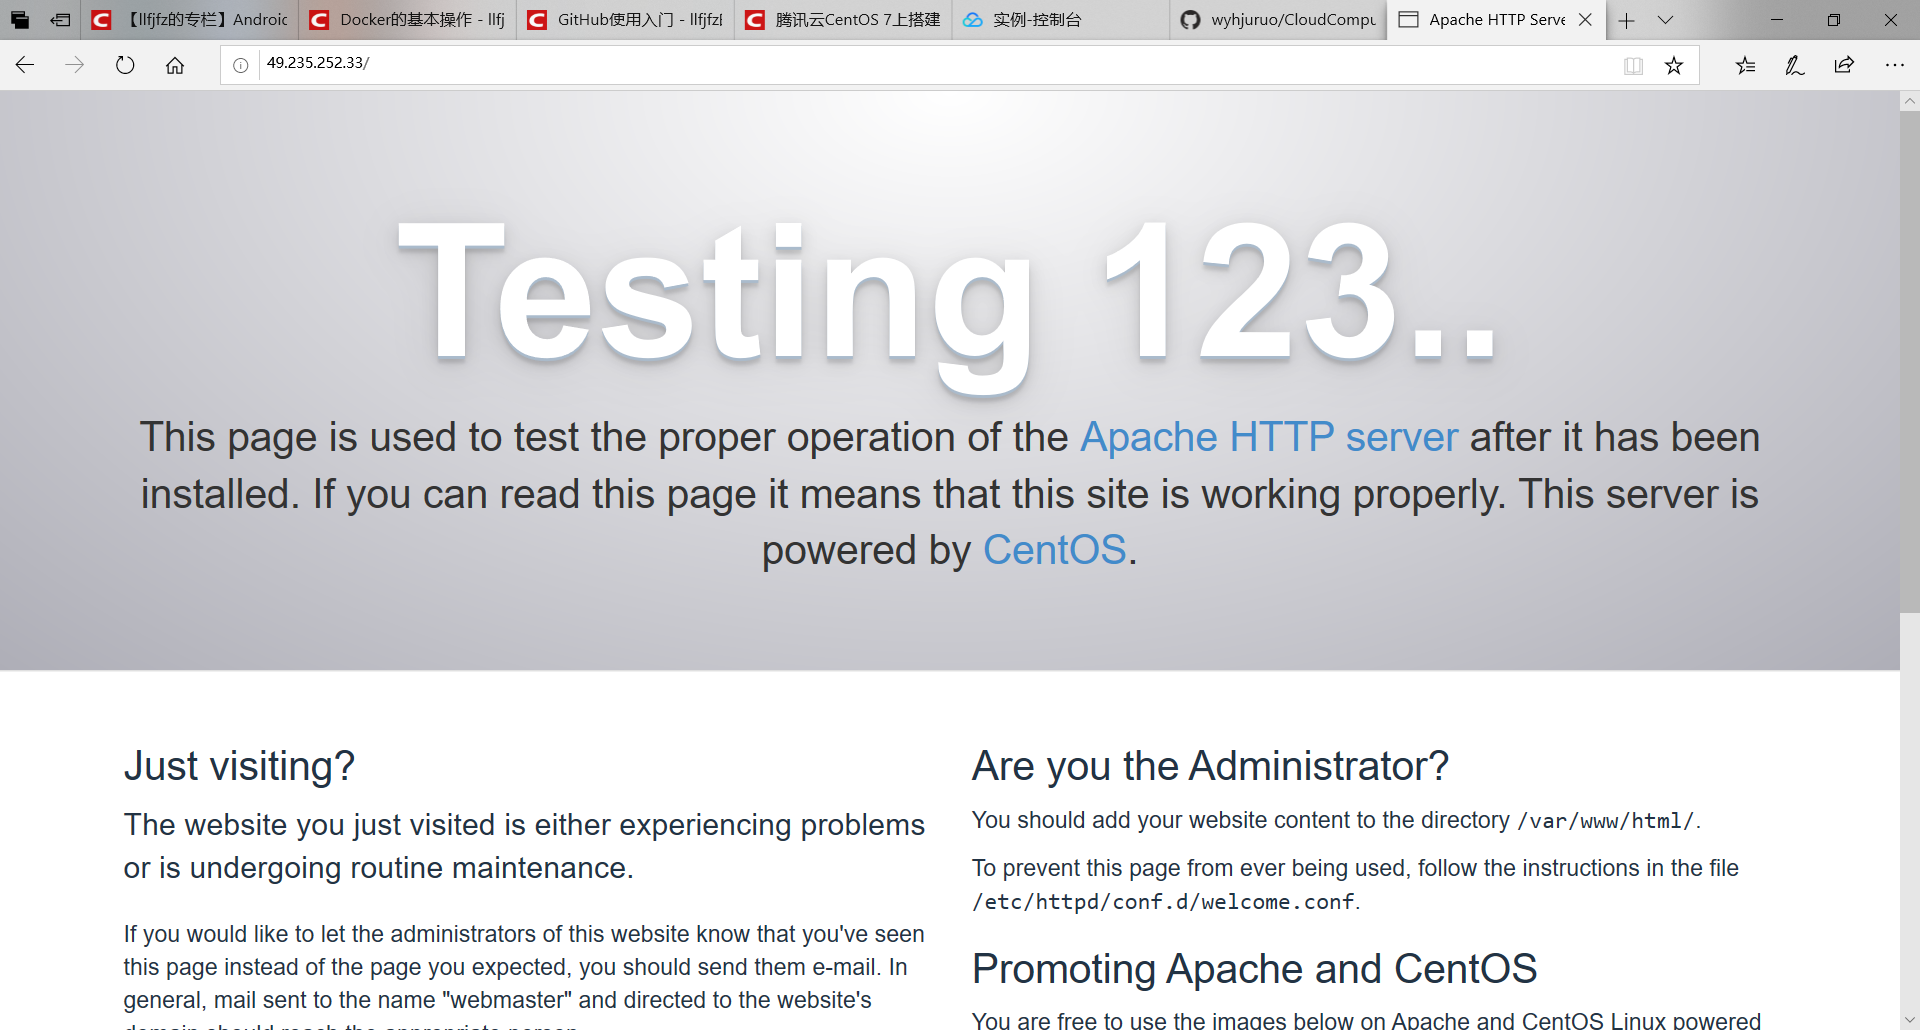 【llfjfz的专栏】Androic
Docker的基本操作 - llfj
GitHub使用入门 - llfjfz
腾讯云CentOS 7上搭建
实例-控制台
wyhjuruo/CloudCompu
Apache HTTP Serve
49.235.252.33/
Testing 123..
This page is used to test the proper operation of the Apache HTTP server after it has been
installed. If you can read this page it means that this site is working properly. This server is
powered by CentOS.
Just visiting?
The website you just visited is either experiencing problems
or is undergoing routine maintenance.
If you would like to let the administrators of this website know that you've seen
this page instead of the page you expected, you should send them e-mail. In
general, mail sent to the name "webmaster" and directed to the website's
domain should reach the appropriate person.
Are you the Administrator?
You should add your website content to the directory /var/www/html/.
To prevent this page from ever being used, follow the instructions in the file
/etc/httpd/conf.d/welcome.conf.
Promoting Apache and CentOS
You are free to use the images below on Apache and CentOS Linux powered